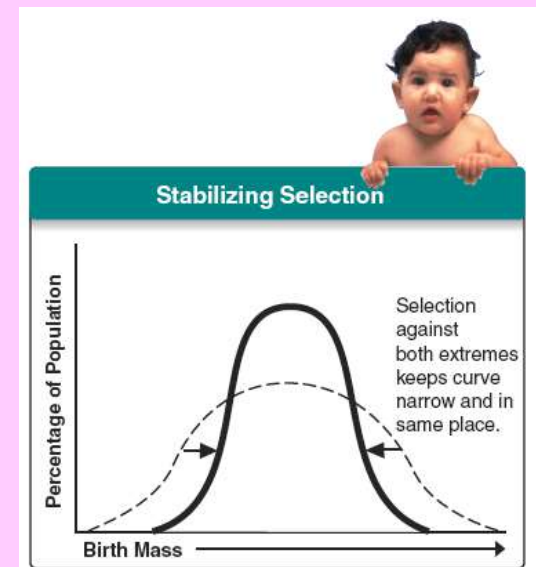 Stabilizing Selection
Percentage of Population
Selection
against
both extremes
keeps curve
narrow and in
same place.
Birth Mass